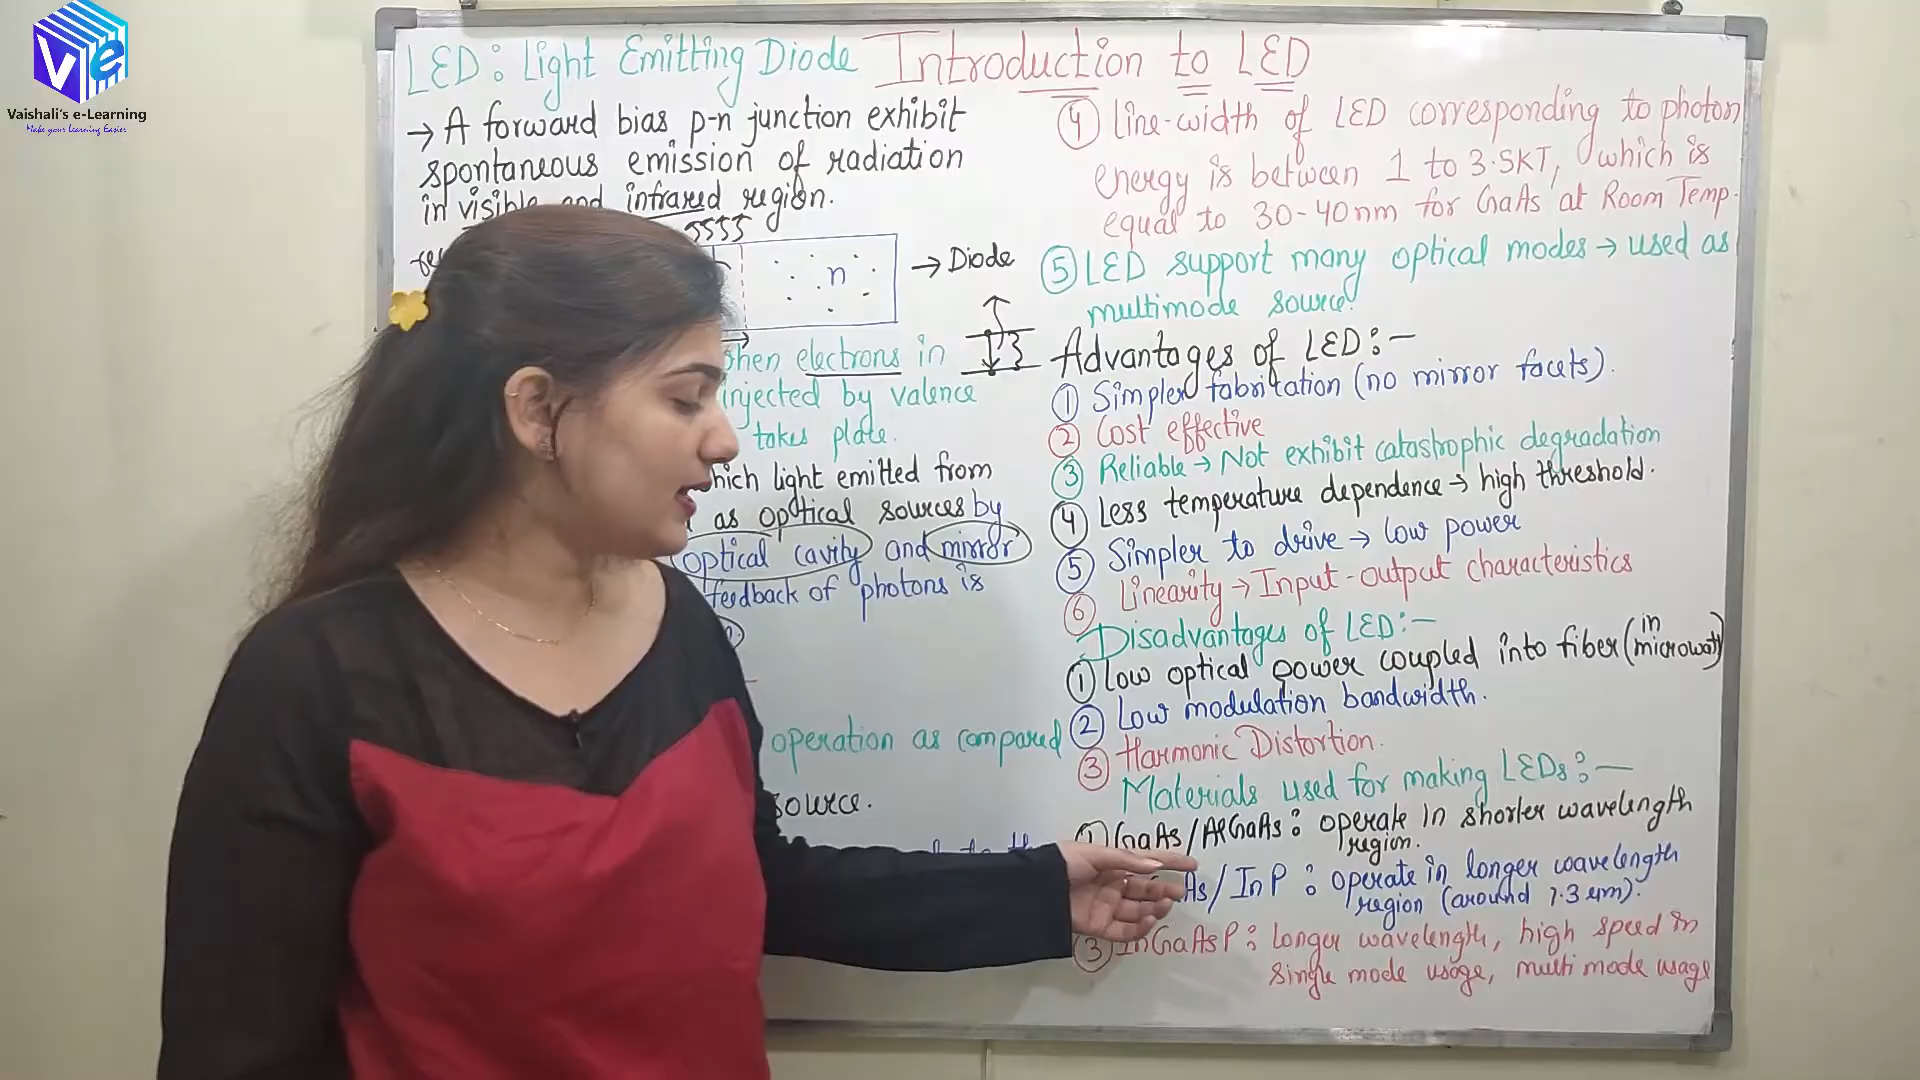 Ve
Vaishali's e-Learning
Make your Learning Easier
LED: Light Emitting Diode Introduction to LED
→ A forward bias p-n junction exhibit
spontaneous emission of radiation
in visible and infrared region.
n → Diode
when electrons in
injected by valence
takes plate.
which light emitted from
as optical sources by
optical cavity and mirror
feedback of photons is
operation as compared
source.
④ Line-width of LED corresponding to photon
energy is between 1 to 3.5KT, which is
equal to 30-40nm for GaAs at Room Temp.
⑤ LED support many optical modes → used as
multimode source.
Advantages of LED:-
① Simpler fabrication (no mirror facets).
② Cost effective
③ Reliable → Not exhibit catastrophic degradation
④ Less temperature dependence → high threshold.
⑤ Simpler to drive → low power
⑥ Linearity → Input-output characteristics
Disadvantages of LED:-
① Low optical power coupled into fiber (in microwatt)
② Low modulation bandwidth.
③ Harmonic Distortion.
Materials used for making LEDs:-
① GaAs/AlGaAs: operate in shorter wavelength
region.
As/InP: operate in longer wavelength
region (around 1.3 µm).
③ InGaAsP: longer wavelength, high speed in
single mode usage, multi mode usage